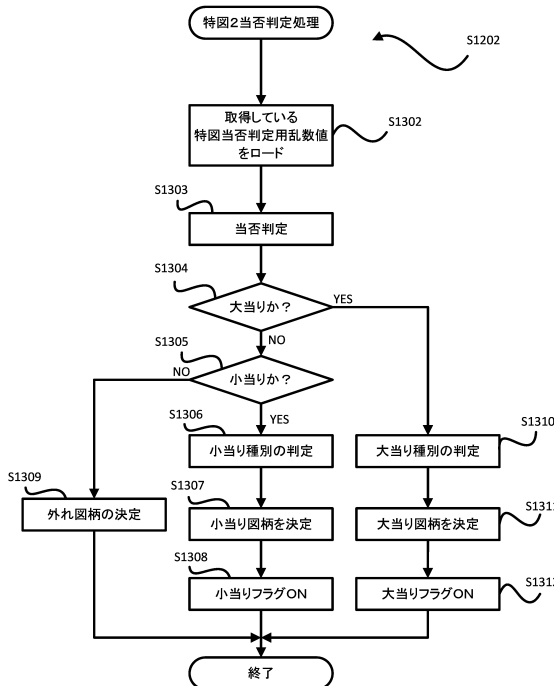 特図2当否判定処理
S1202
取得している
特図当否判定用乱数値
をロード
S1302
S1303
当否判定
S1304
大当りか？
YES
NO
S1305
小当りか？
NO
YES
S1306
小当り種別の判定
大当り種別の判定
S1310
S1309
外れ図柄の決定
S1307
小当り図柄を決定
大当り図柄を決定
S131
S1308
小当りフラグON
大当りフラグON
S131
終了